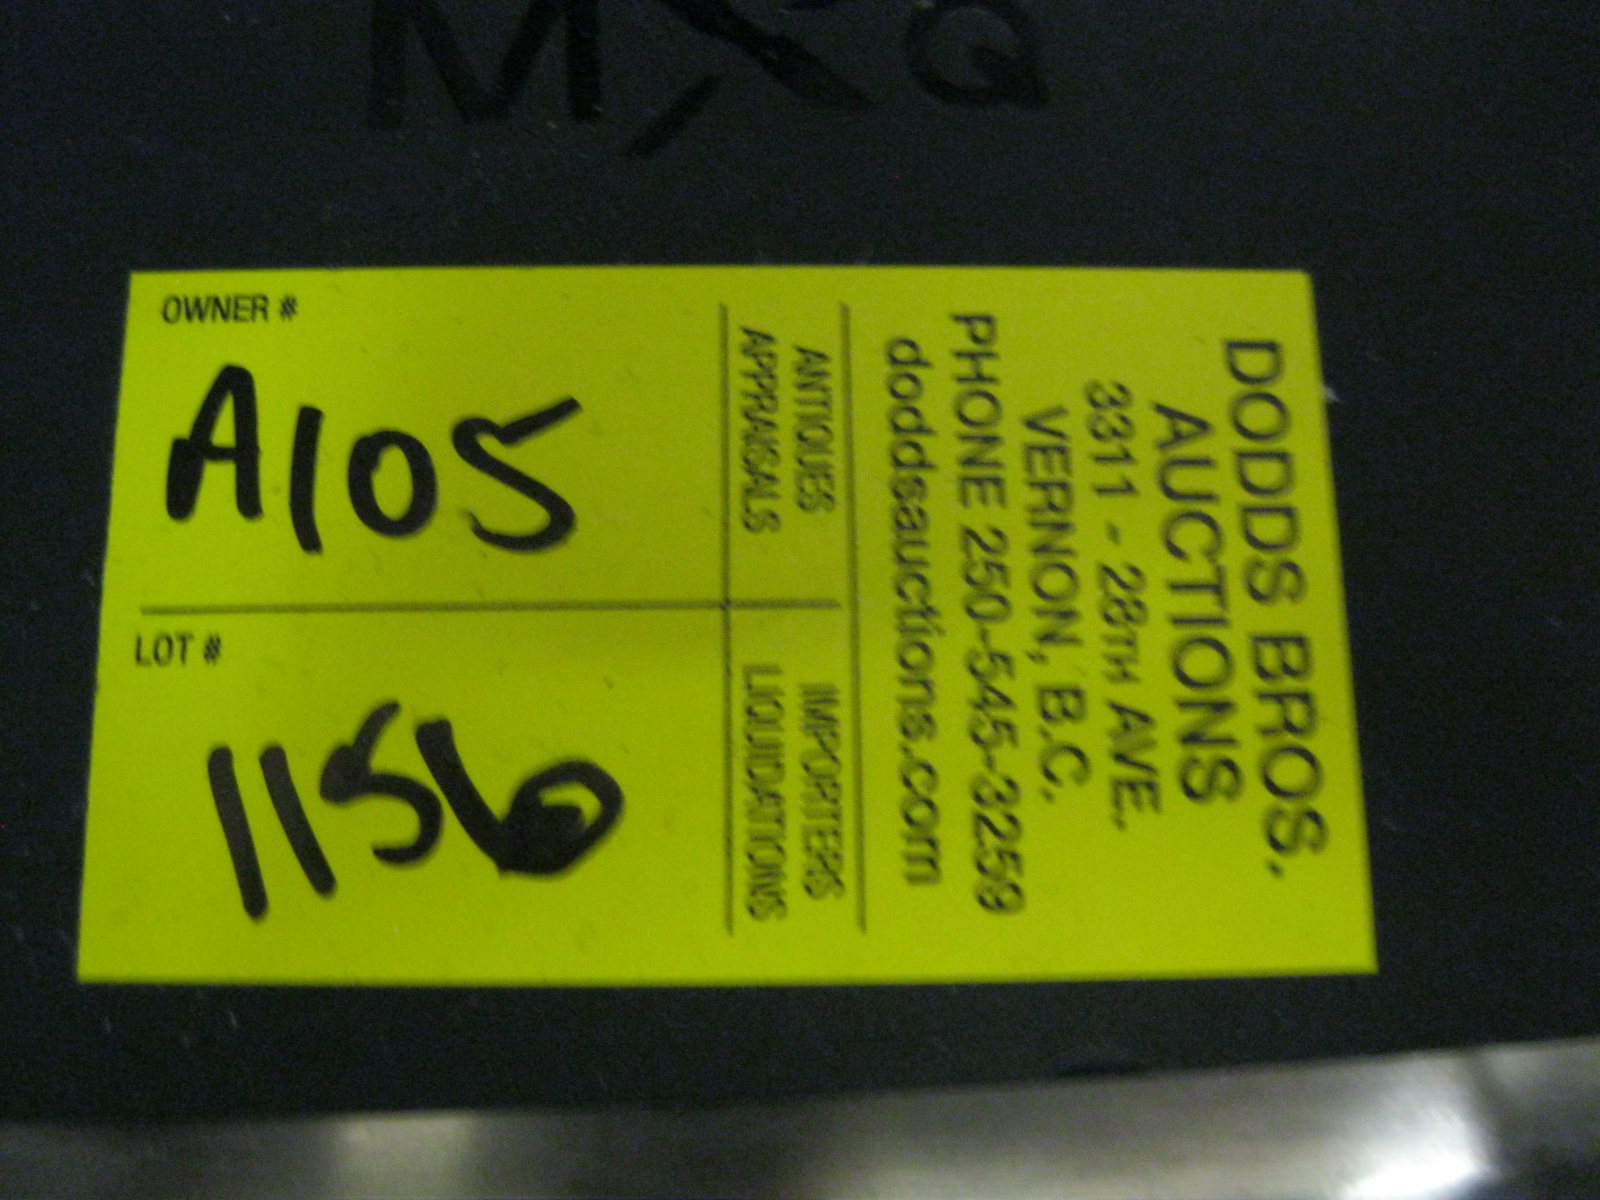 MXQ
OWNER #
A105
LOT #
1156
ANTIQUES
APPRAISALS
IMPORTERS
LIQUIDATIONS
DODDS BROS.
AUCTIONS
3311 - 28TH AVE.
VERNON, B.C.
PHONE 250-545-3259
doddsauctions.com